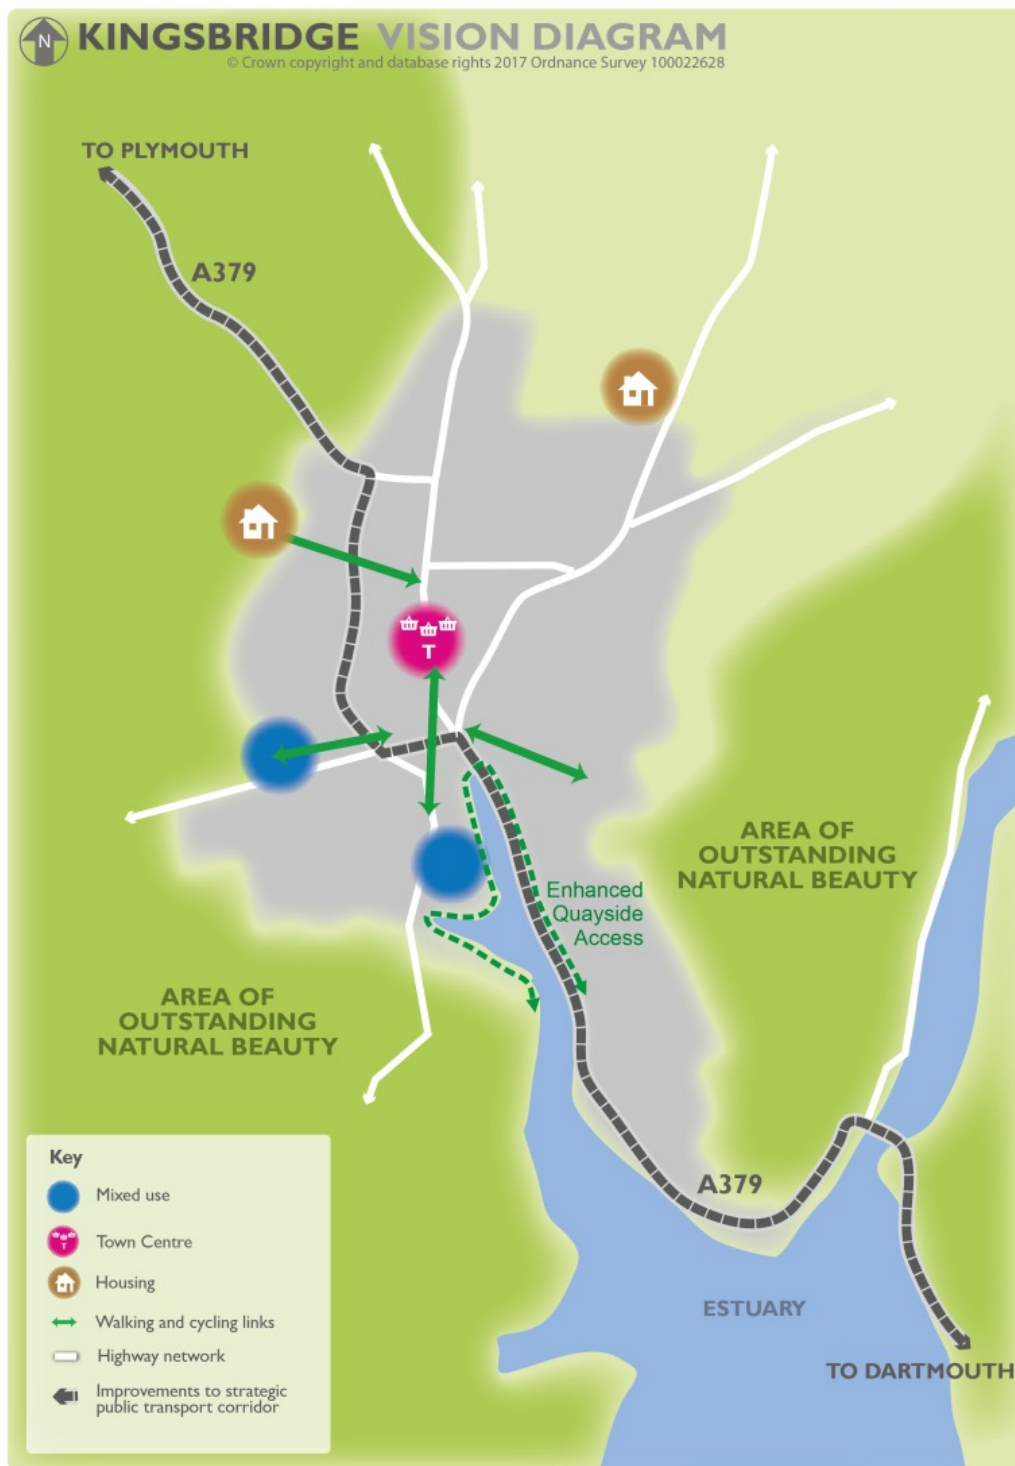 N
KINGSBRIDGE VISION DIAGRAM
© Crown copyright and database rights 2017 Ordnance Survey 100022628
TO PLYMOUTH
A379
T
AREA OF
OUTSTANDING
NATURAL BEAUTY
Enhanced
Quayside
Access
AREA OF
OUTSTANDING
NATURAL BEAUTY
A379
ESTUARY
TO DARTMOUTH
Key
Mixed use
T
Town Centre
Housing
Walking and cycling links
Highway network
Improvements to strategic
public transport corridor